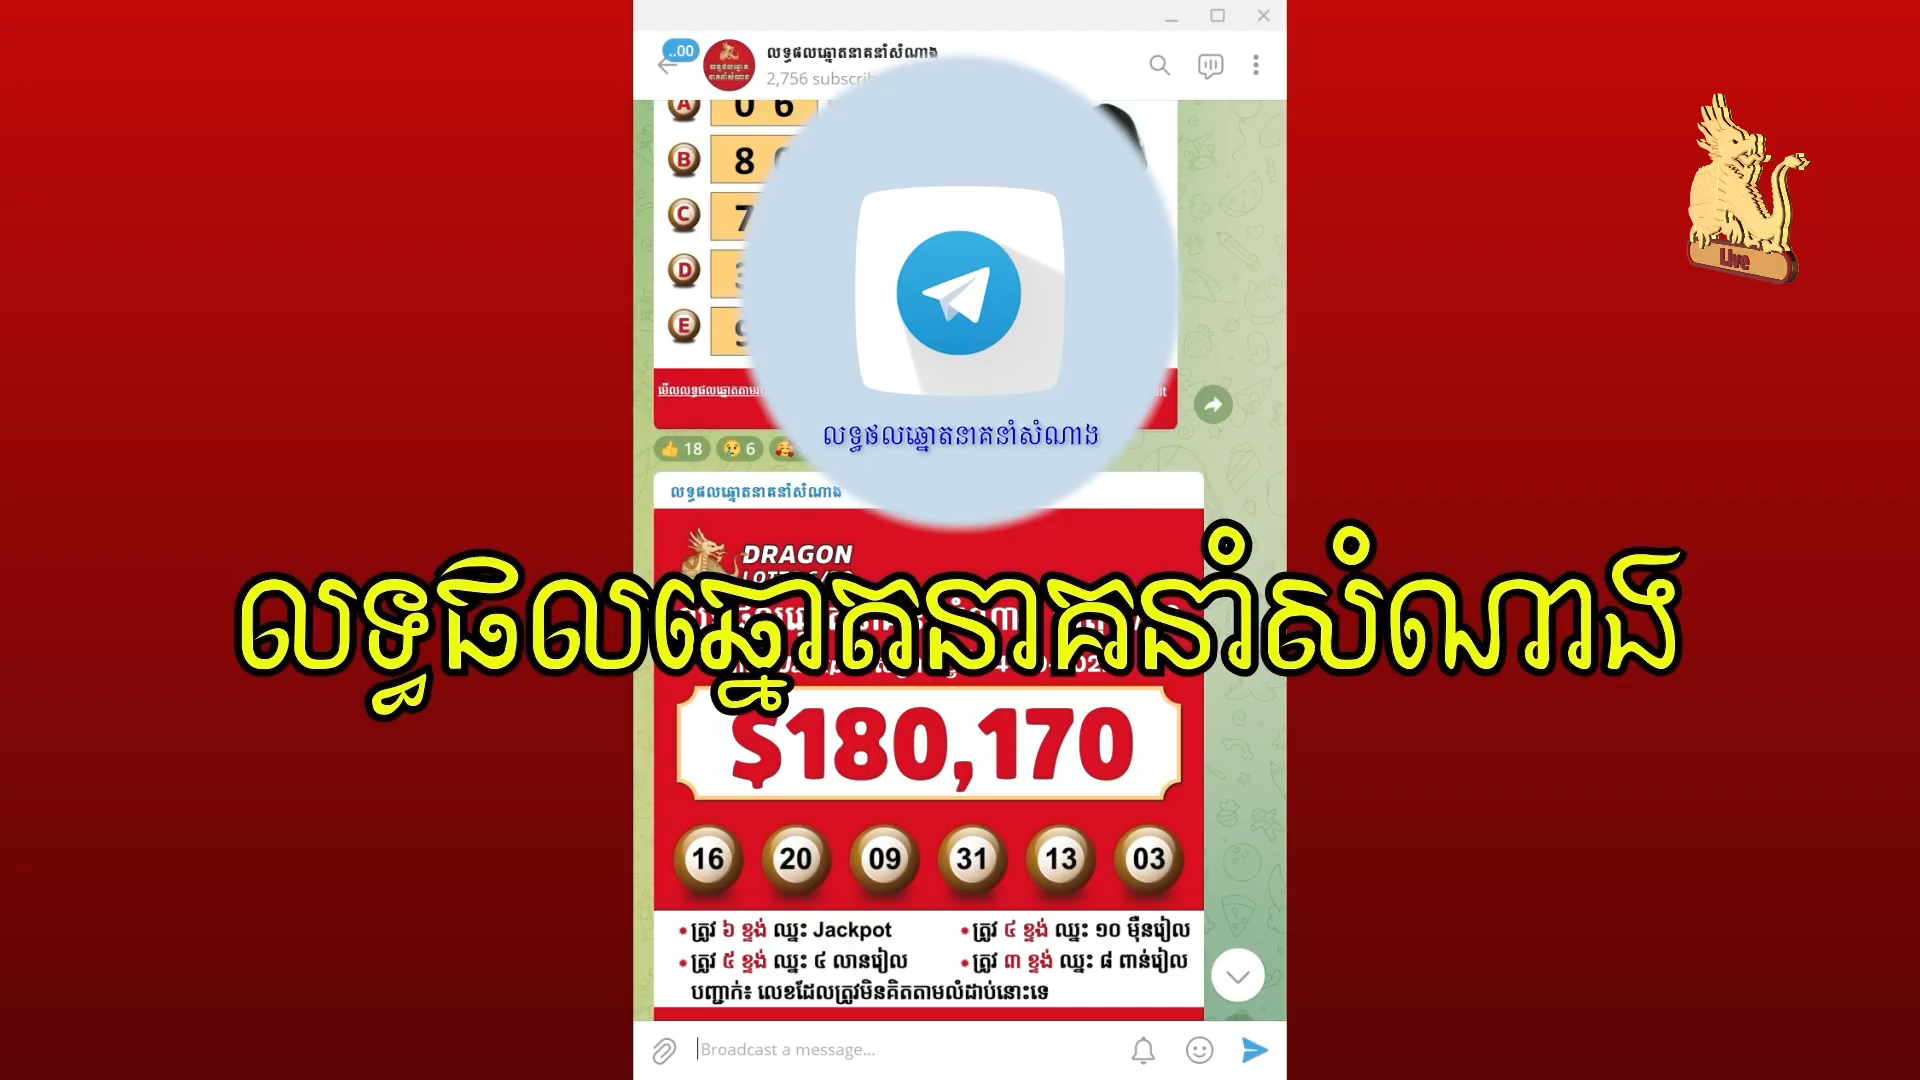 ..00
លទ្ធផលឆ្នោតនាគនាំសំណាង
2,756
A 0 6
B 8
C 7
D
E 9
Live
លទ្ធផលឆ្នោតនាគនាំសំណាង
18 6
លទ្ធផលឆ្នោតនាគនាំសំណាង
DRAGON
លទ្ធផលឆ្នោតនាគនាំសំណាង
$180,170
16 20 09 31 13 03
ត្រូវ ៦ ខ្ទង់ ឈ្នះ Jackpot
ត្រូវ ៤ ខ្ទង់ ឈ្នះ ១០ ម៉ឺនរៀល
ត្រូវ ៥ ខ្ទង់ ឈ្នះ ៤ លានរៀល
ត្រូវ ៣ ខ្ទង់ ឈ្នះ ៨ ពាន់រៀល
បញ្ជាក់៖ លេខដែលត្រូវមិនគិតតាមលំដាប់នោះទេ
Broadcast a message...